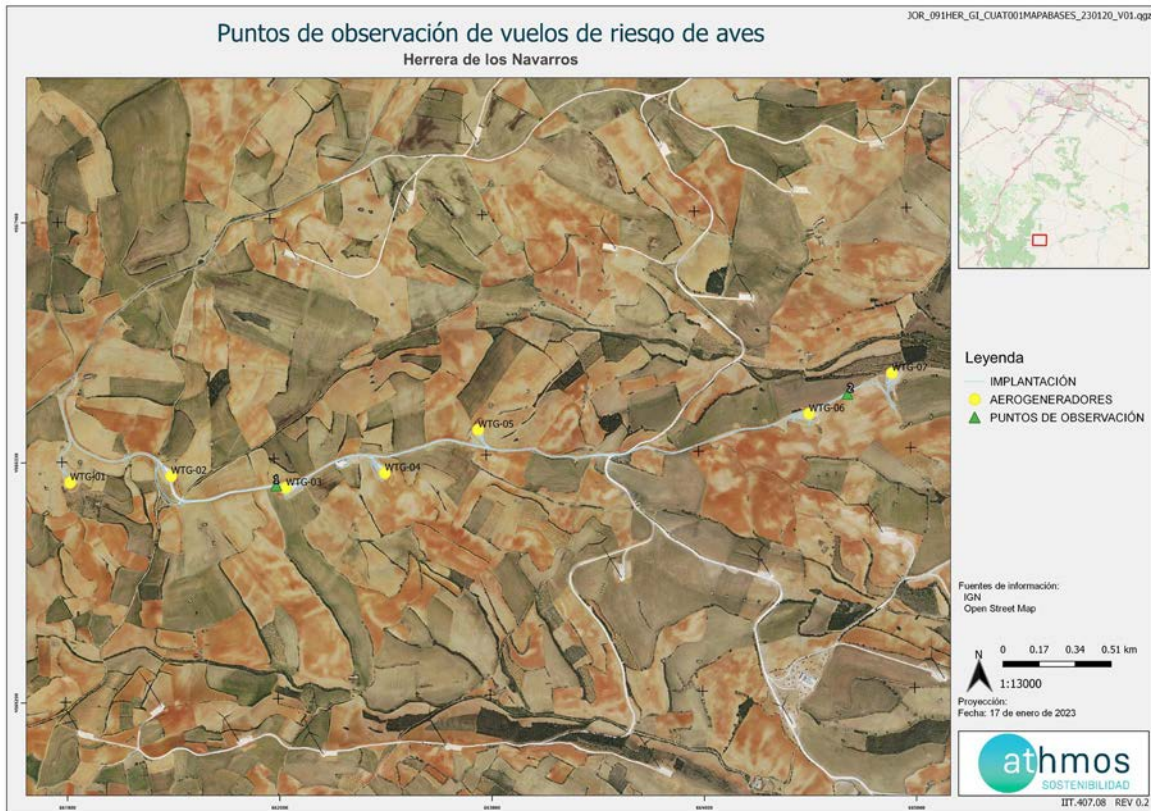 JOR_091HER_GI_CUAT001MAPABASES_230120_V01.qgz
Puntos de observación de vuelos de riesgo de aves
Herrera de los Navarros
WTG-07
2
WTG-06
WTG-05
WTG-04
WTG-02
WTG-01
WTG-03
Leyenda
IMPLANTACIÓN
AEROGENERADORES
PUNTOS DE OBSERVACIÓN
Fuentes de información:
IGN
Open Street Map
N
0 0.17 0.34 0.51 km
1:13000
Proyección:
Fecha: 17 de enero de 2023
athmos
SOSTENIBILIDAD
IIT.407.08 REV 0.2